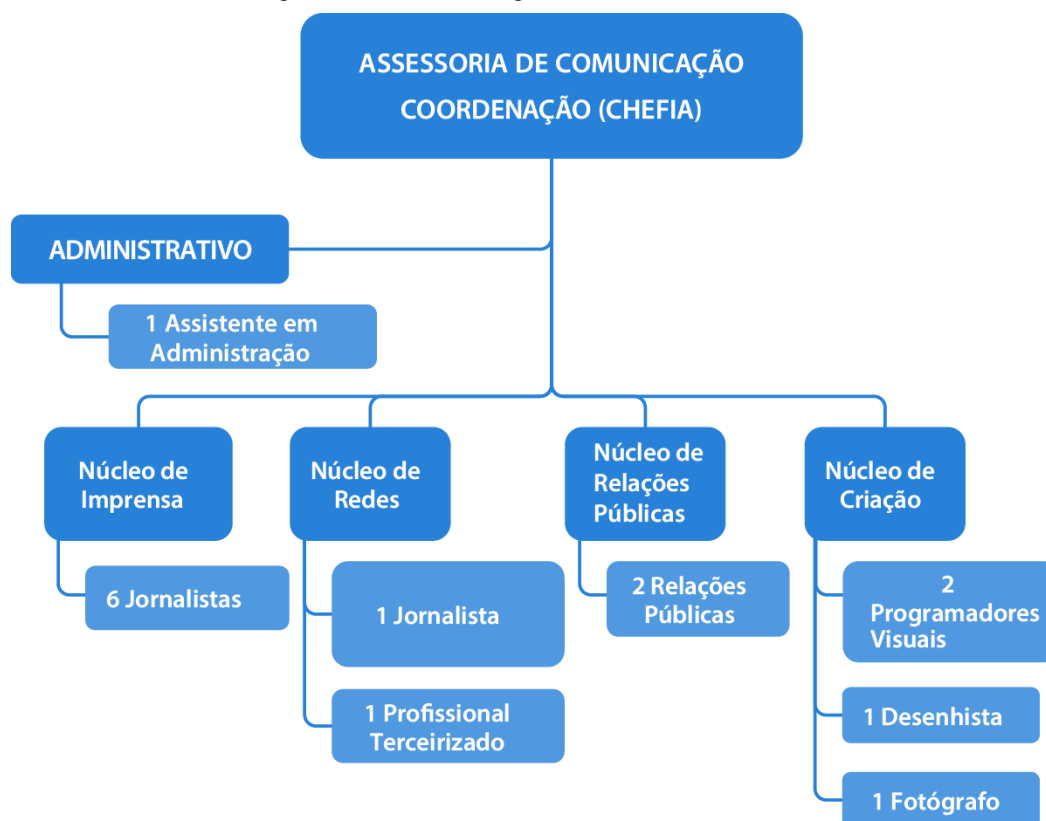 ASSESSORIA DE COMUNICAÇÃO
COORDENAÇÃO (CHEFIA)
ADMINISTRATIVO
1 Assistente em
Administração
Núcleo de
Imprensa
6 Jornalistas
Núcleo de
Redes
1 Jornalista
1 Profissional
Terceirizado
Núcleo de
Relações
Públicas
2 Relações
Públicas
Núcleo de
Criação
2
Programadores
Visuais
1 Desenhista
1 Fotógrafo